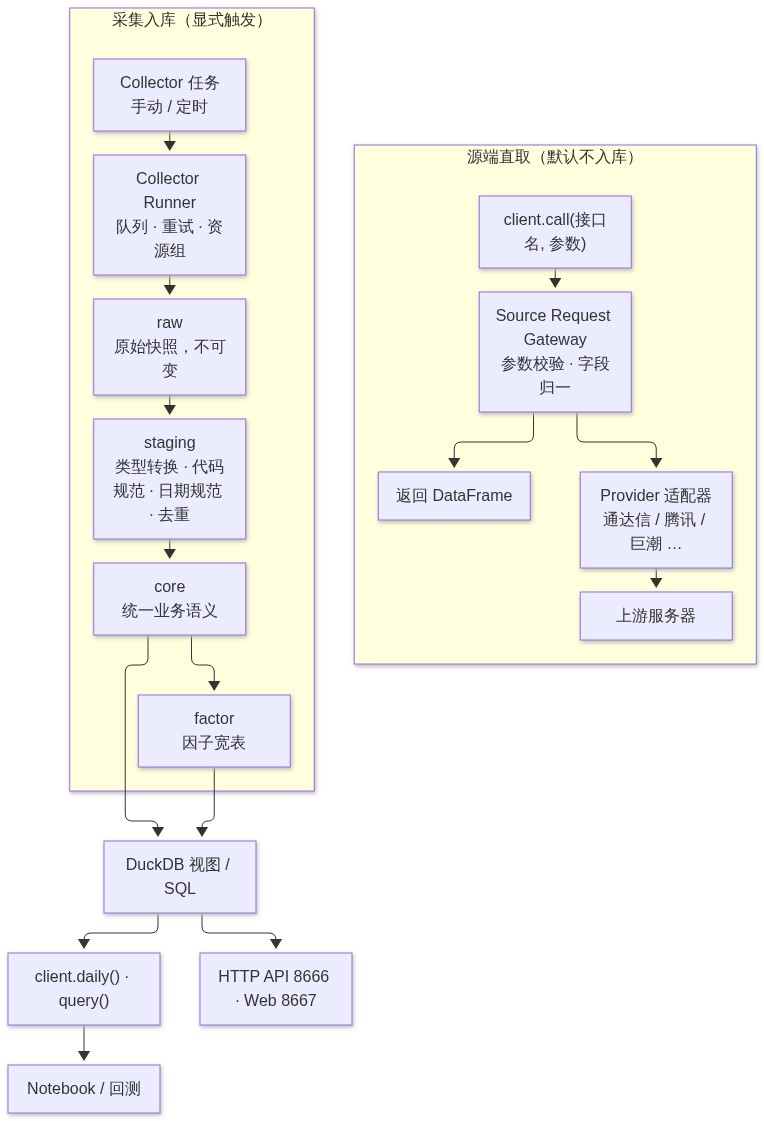 采集入库（显式触发）
Collector 任务
手动 / 定时
Collector
Runner
队列 · 重试 · 资
源组
raw
原始快照，不可
变
staging
类型转换 · 代码
规范 · 日期规范
· 去重
core
统一业务语义
factor
因子宽表
DuckDB 视图 /
SQL
client.daily() ·
query()
HTTP API 8666
· Web 8667
Notebook / 回测
源端直取（默认不入库）
client.call(接口
名, 参数)
Source Request
Gateway
参数校验 · 字段
归一
返回 DataFrame
Provider 适配器
通达信 / 腾讯 /
巨潮 …
上游服务器